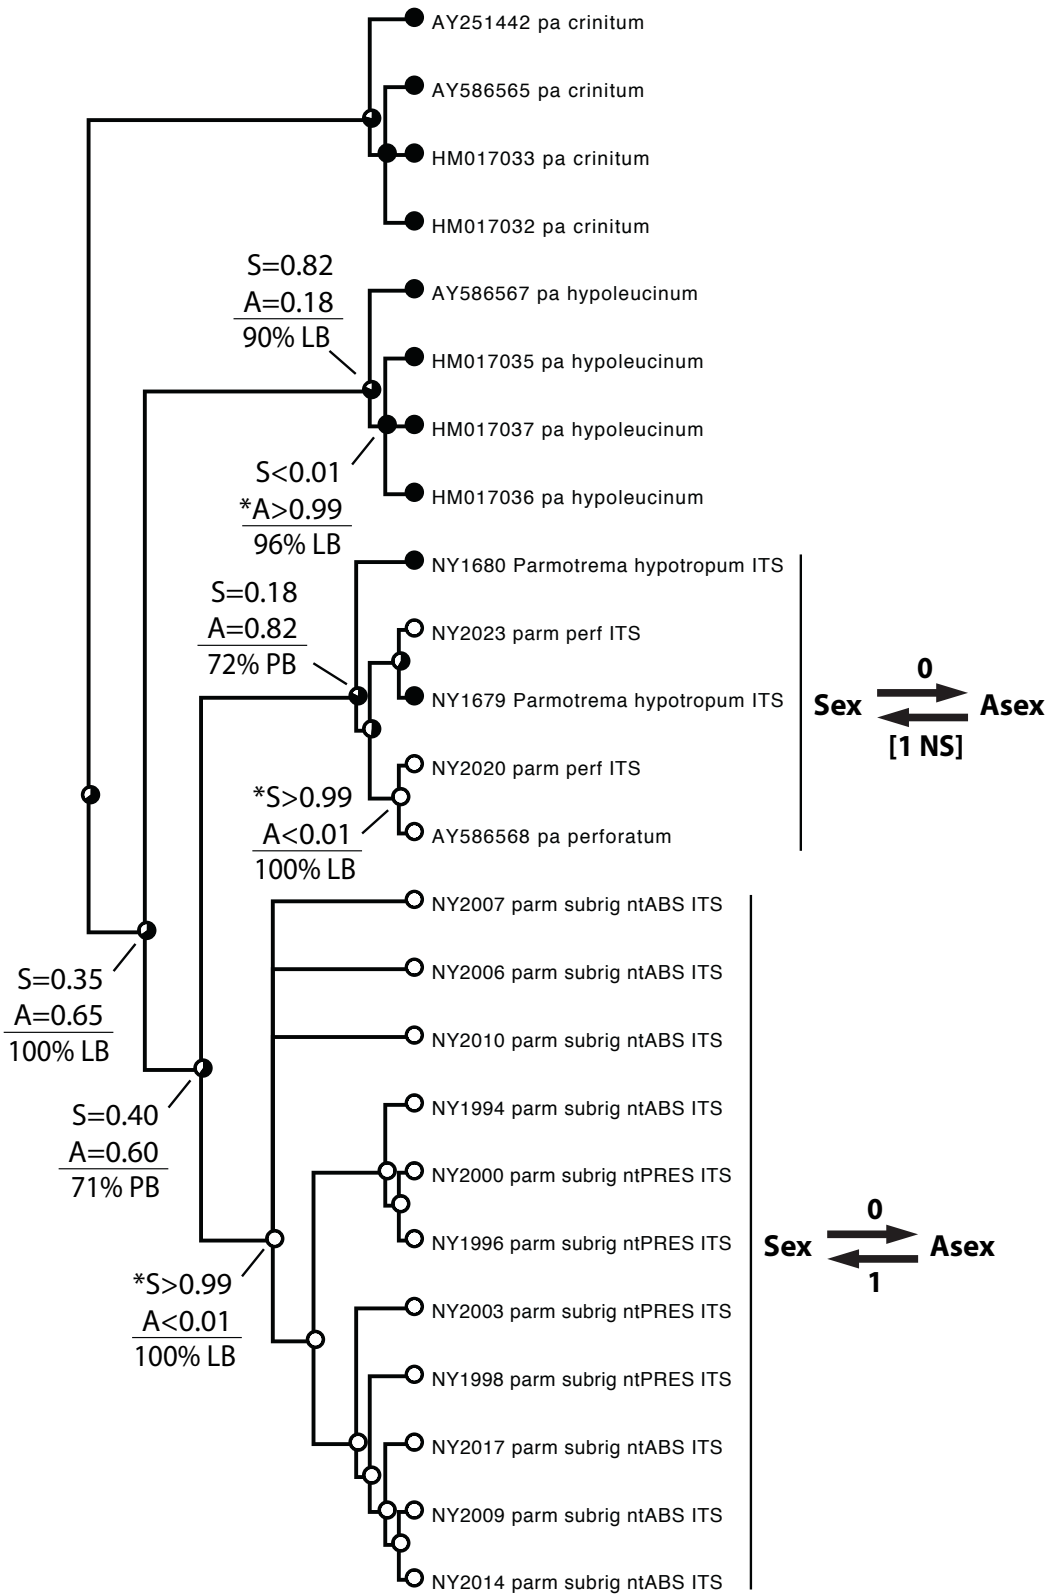 AY251442 pa crinitum
AY586565 pa crinitum
HM017033 pa crinitum
HM017032 pa crinitum
S=0.82
A=0.18
90% LB
AY586567 pa hypoleucinum
HM017035 pa hypoleucinum
HM017037 pa hypoleucinum
S<0.01
*A>0.99
96% LB
HM017036 pa hypoleucinum
NY1680 Parmotrema hypotropum ITS
S=0.18
A=0.82
72% PB
NY2023 parm perf ITS
NY1679 Parmotrema hypotropum ITS
0
Sex Asex
[1 NS]
NY2020 parm perf ITS
*S>0.99
A<0.01
100% LB
AY586568 pa perforatum
NY2007 parm subrig ntABS ITS
NY2006 parm subrig ntABS ITS
S=0.35
A=0.65
100% LB
NY2010 parm subrig ntABS ITS
S=0.40
A=0.60
71% PB
NY1994 parm subrig ntABS ITS
NY2000 parm subrig ntPRES ITS
NY1996 parm subrig ntPRES ITS
0
Sex Asex
1
*S>0.99
A<0.01
100% LB
NY2003 parm subrig ntPRES ITS
NY1998 parm subrig ntPRES ITS
NY2017 parm subrig ntABS ITS
NY2009 parm subrig ntABS ITS
NY2014 parm subrig ntABS ITS